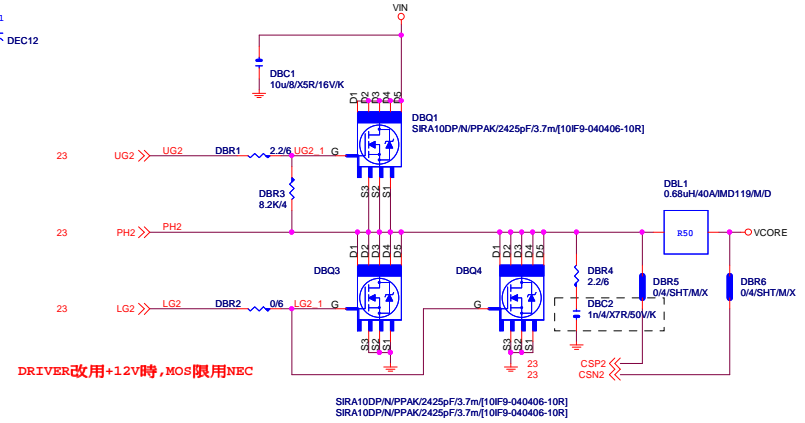 1
DEC12
VIN
DBC1
10u/8/X5R/16V/K
D1
D2
D3
D4
D5
DBQ1
SIRA10DP/N/PPAK/2425pF/3.7m/[10IF9-040406-10R]
23
UG2
UG2
DBR1
2.2/6
UG2_1
G
S3
S2
S1
DBR3
8.2K/4
DBL1
0.68uH/40A/IMD119/M/D
23
PH2
PH2
R50
VCORE
D1
D2
D3
D4
D5
D1
D2
D3
D4
D5
DBQ3
DBQ4
DBR4
2.2/6
DBR5
0/4/SHT/M/X
DBR6
0/4/SHT/M/X
23
LG2
LG2
DBR2
0/6
LG2_1
G
G
DBC2
1n/4/X7R/50V/K
S3
S2
S1
S3
S2
S1
23
CSP2
23
CSN2
DRIVER改用+12V時,MOS限用NEC
SIRA10DP/N/PPAK/2425pF/3.7m/[10IF9-040406-10R]
SIRA10DP/N/PPAK/2425pF/3.7m/[10IF9-040406-10R]